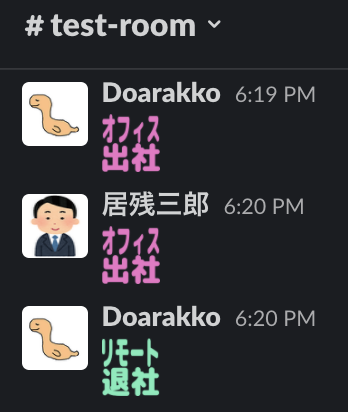 # test-room
Doarakko 6:19 PM
オフィス
出社
居残三郎 6:20 PM
オフィス
出社
Doarakko 6:20 PM
リモート
退社